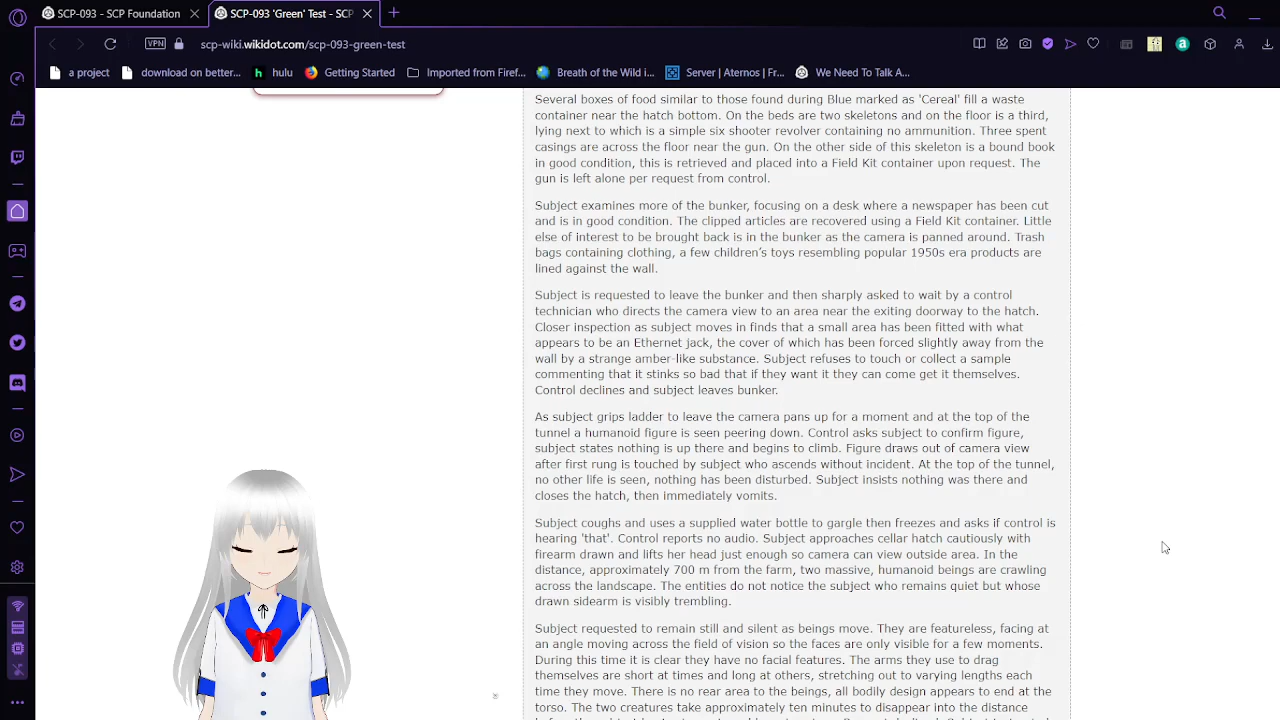 SCP-093 - SCP Foundation
SCP-093 'Green' Test - SCP
VPN
scp-wiki.wikidot.com/scp-093-green-test
a project
download on better...
hulu
Getting Started
Imported from Firef...
Breath of the Wild i...
Server | Aternos | Fr...
We Need To Talk A...
Several boxes of food similar to those found during Blue marked as 'Cereal' fill a waste
container near the hatch bottom. On the beds are two skeletons and on the floor is a third,
lying next to which is a simple six shooter revolver containing no ammunition. Three spent
casings are across the floor near the gun. On the other side of this skeleton is a bound book
in good condition, this is retrieved and placed into a Field Kit container upon request. The
gun is left alone per request from control.
Subject examines more of the bunker, focusing on a desk where a newspaper has been cut
and is in good condition. The clipped articles are recovered using a Field Kit container. Little
else of interest to be brought back is in the bunker as the camera is panned around. Trash
bags containing clothing, a few children's toys resembling popular 1950s era products are
lined against the wall.
Subject is requested to leave the bunker and then sharply asked to wait by a control
technician who directs the camera view to an area near the exiting doorway to the hatch.
Closer inspection as subject moves in finds that a small area has been fitted with what
appears to be an Ethernet jack, the cover of which has been forced slightly away from the
wall by a strange amber-like substance. Subject refuses to touch or collect a sample
commenting that it stinks so bad that if they want it they can come get it themselves.
Control declines and subject leaves bunker.
As subject grips ladder to leave the camera pans up for a moment and at the top of the
tunnel a humanoid figure is seen peering down. Control asks subject to confirm figure,
subject states nothing is up there and begins to climb. Figure draws out of camera view
after first rung is touched by subject who ascends without incident. At the top of the tunnel,
no other life is seen, nothing has been disturbed. Subject insists nothing was there and
closes the hatch, then immediately vomits.
Subject coughs and uses a supplied water bottle to gargle then freezes and asks if control is
hearing 'that'. Control reports no audio. Subject approaches cellar hatch cautiously with
firearm drawn and lifts her head just enough so camera can view outside area. In the
distance, approximately 700 m from the farm, two massive, humanoid beings are crawling
across the landscape. The entities do not notice the subject who remains quiet but whose
drawn sidearm is visibly trembling.
Subject requested to remain still and silent as beings move. They are featureless, facing at
an angle moving across the field of vision so the faces are only visible for a few moments.
During this time it is clear they have no facial features. The arms they use to drag
themselves are short at times and long at others, stretching out to varying lengths each
time they move. There is no rear area to the beings, all bodily design appears to end at the
torso. The two creatures take approximately ten minutes to disappear into the distance